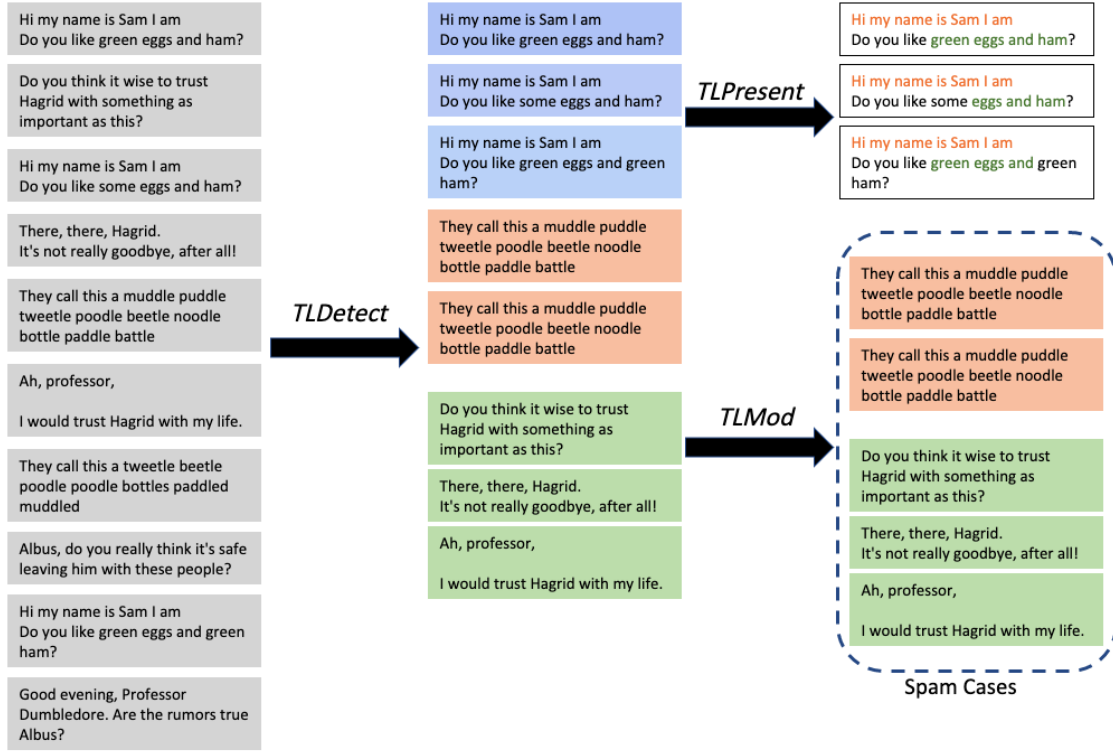 Hi my name is Sam I am
Do you like green eggs and ham?
Do you think it wise to trust
Hagrid with something as
important as this?
Hi my name is Sam I am
Do you like some eggs and ham?
There, there, Hagrid.
It's not really goodbye, after all!
They call this a muddle puddle
tweetle poodle beetle noodle
bottle paddle battle
Ah, professor,
I would trust Hagrid with my life.
They call this a tweetle beetle
poodle poodle bottles paddled
muddled
Albus, do you really think it's safe
leaving him with these people?
Hi my name is Sam I am
Do you like green eggs and green
ham?
Good evening, Professor
Dumbledore. Are the rumors true
Albus?
TLDetect
Hi my name is Sam I am
Do you like green eggs and ham?
Hi my name is Sam I am
Do you like some eggs and ham?
Hi my name is Sam I am
Do you like green eggs and green
ham?
They call this a muddle puddle
tweetle poodle beetle noodle
bottle paddle battle
They call this a muddle puddle
tweetle poodle beetle noodle
bottle paddle battle
Do you think it wise to trust
Hagrid with something as
important as this?
There, there, Hagrid.
It's not really goodbye, after all!
Ah, professor,
I would trust Hagrid with my life.
TLPresent
Hi my name is Sam I am
Do you like green eggs and ham?
Hi my name is Sam I am
Do you like some eggs and ham?
Hi my name is Sam I am
Do you like green eggs and green
ham?
TLMod
They call this a muddle puddle
tweetle poodle beetle noodle
bottle paddle battle
They call this a muddle puddle
tweetle poodle beetle noodle
bottle paddle battle
Do you think it wise to trust
Hagrid with something as
important as this?
There, there, Hagrid.
It's not really goodbye, after all!
Ah, professor,
I would trust Hagrid with my life.
Spam Cases